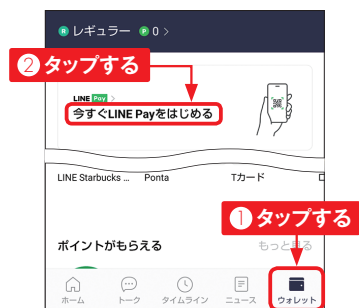 R レギュラー P 0 >
②タップする
LINE Pay >
今すぐLINE Payをはじめる
LINE Starbucks ... Ponta Tカード
①タップする
ポイントがもらえる もっと見る
ホーム トーク タイムライン ニュース ウォレット